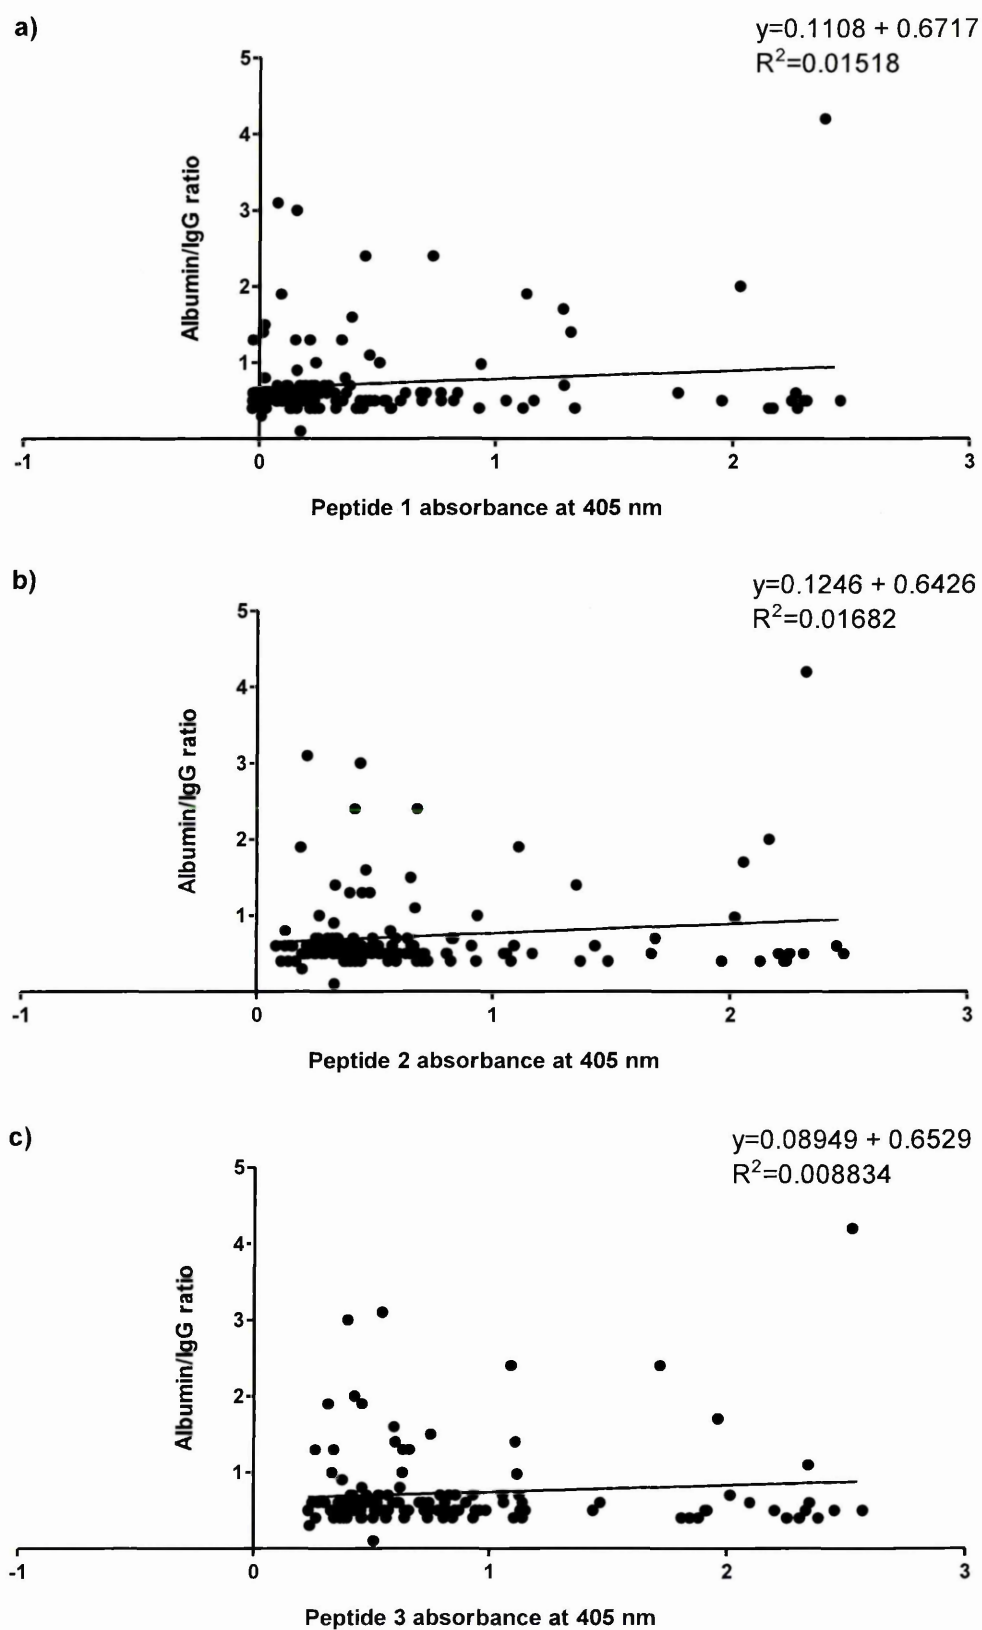 a)
y=0.1108 + 0.6717
R²=0.01518
5
4
3
2
1
Albumin/IgG ratio
-1 0 1 2 3
Peptide 1 absorbance at 405 nm
b)
y=0.1246 + 0.6426
R²=0.01682
5
4
3
2
1
Albumin/IgG ratio
-1 0 1 2 3
Peptide 2 absorbance at 405 nm
c)
y=0.08949 + 0.6529
R²=0.008834
5
4
3
2
1
Albumin/IgG ratio
-1 0 1 2 3
Peptide 3 absorbance at 405 nm